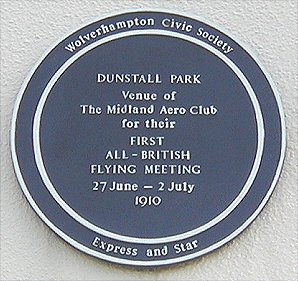 Wolverhampton Civic Society
DUNSTALL PARK
Venue of
The Midland Aero Club
for their
FIRST
ALL - BRITISH
FLYING MEETING
27 June - 2 July
1910
Express and Star